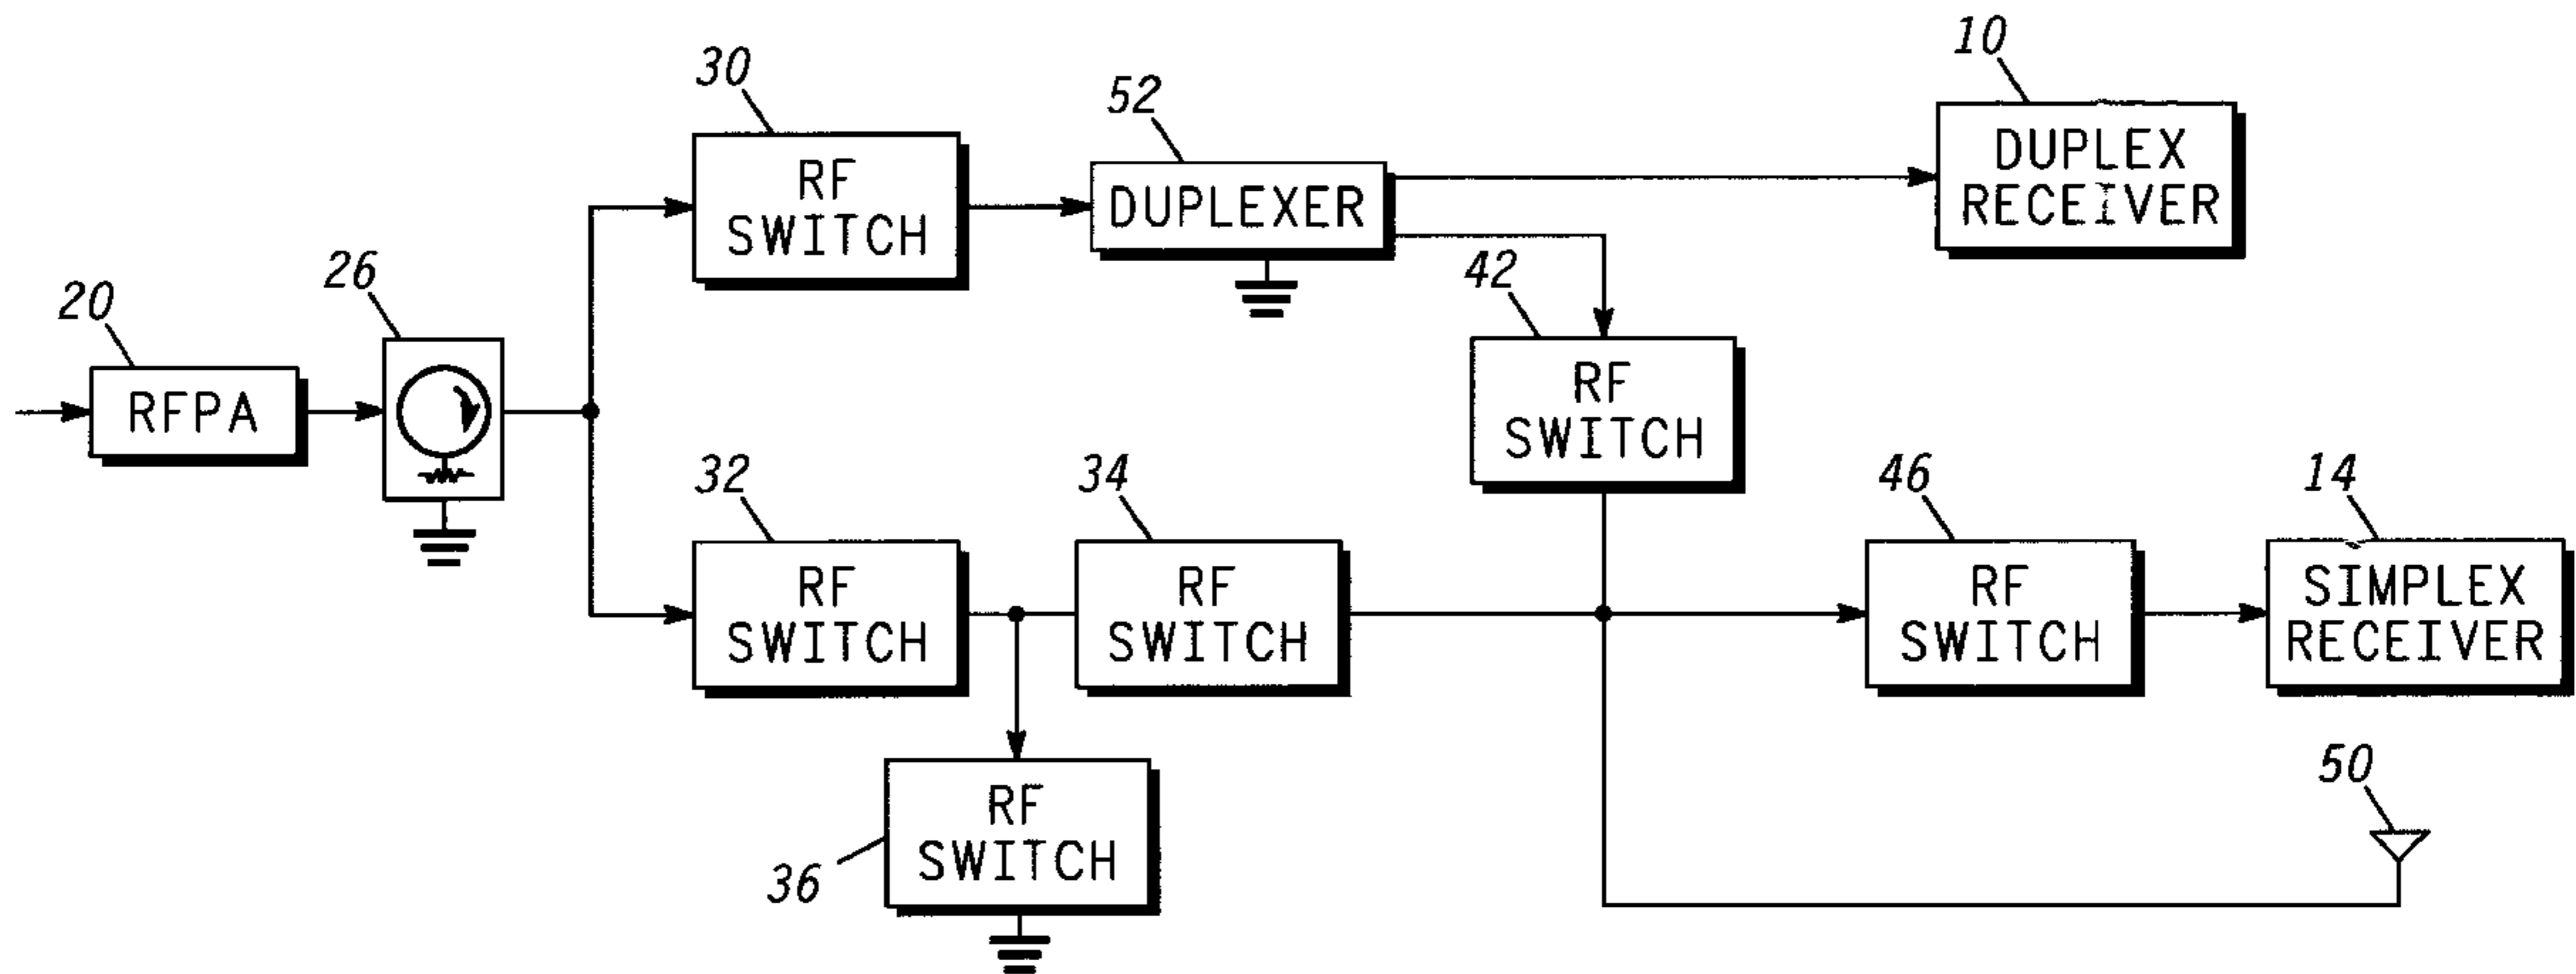 10
30
52
DUPLEX
RECEIVER
RF
SWITCH
DUPLEXER
42
26
20
RF
SWITCH
RFPA
32
34
46
14
RF
SWITCH
RF
SWITCH
RF
SWITCH
SIMPLEX
RECEIVER
50
RF
SWITCH
36